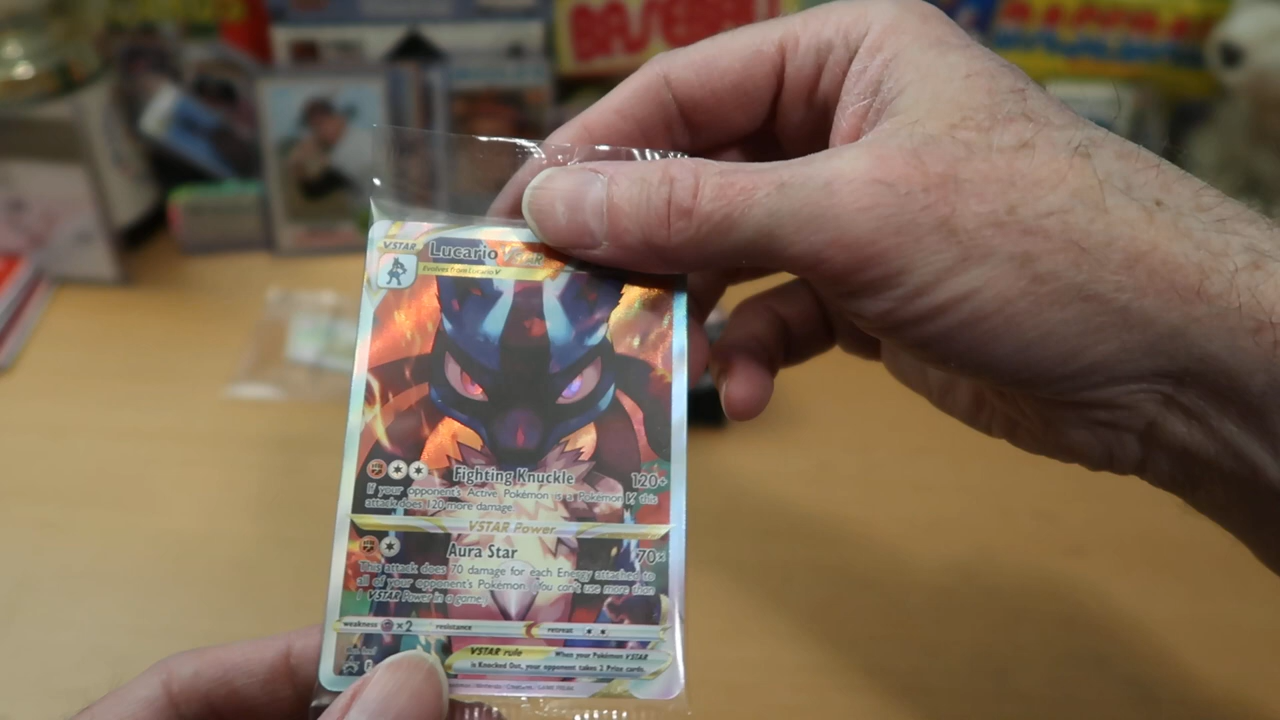 VSTAR Lucario VSTAR
Evolves from Lucario V
Fighting Knuckle 120+
If your opponent's Active Pokémon is a Pokémon V, this
attack does 120 more damage.
VSTAR Power
Aura Star 70×
This attack does 70 damage for each Energy attached to
all of your opponent's Pokémon. (You can't use more than
1 VSTAR Power in a game.)
weakness ×2 resistance retreat
VSTAR rule When your Pokémon VSTAR
is Knocked Out, your opponent takes 2 Prize cards.